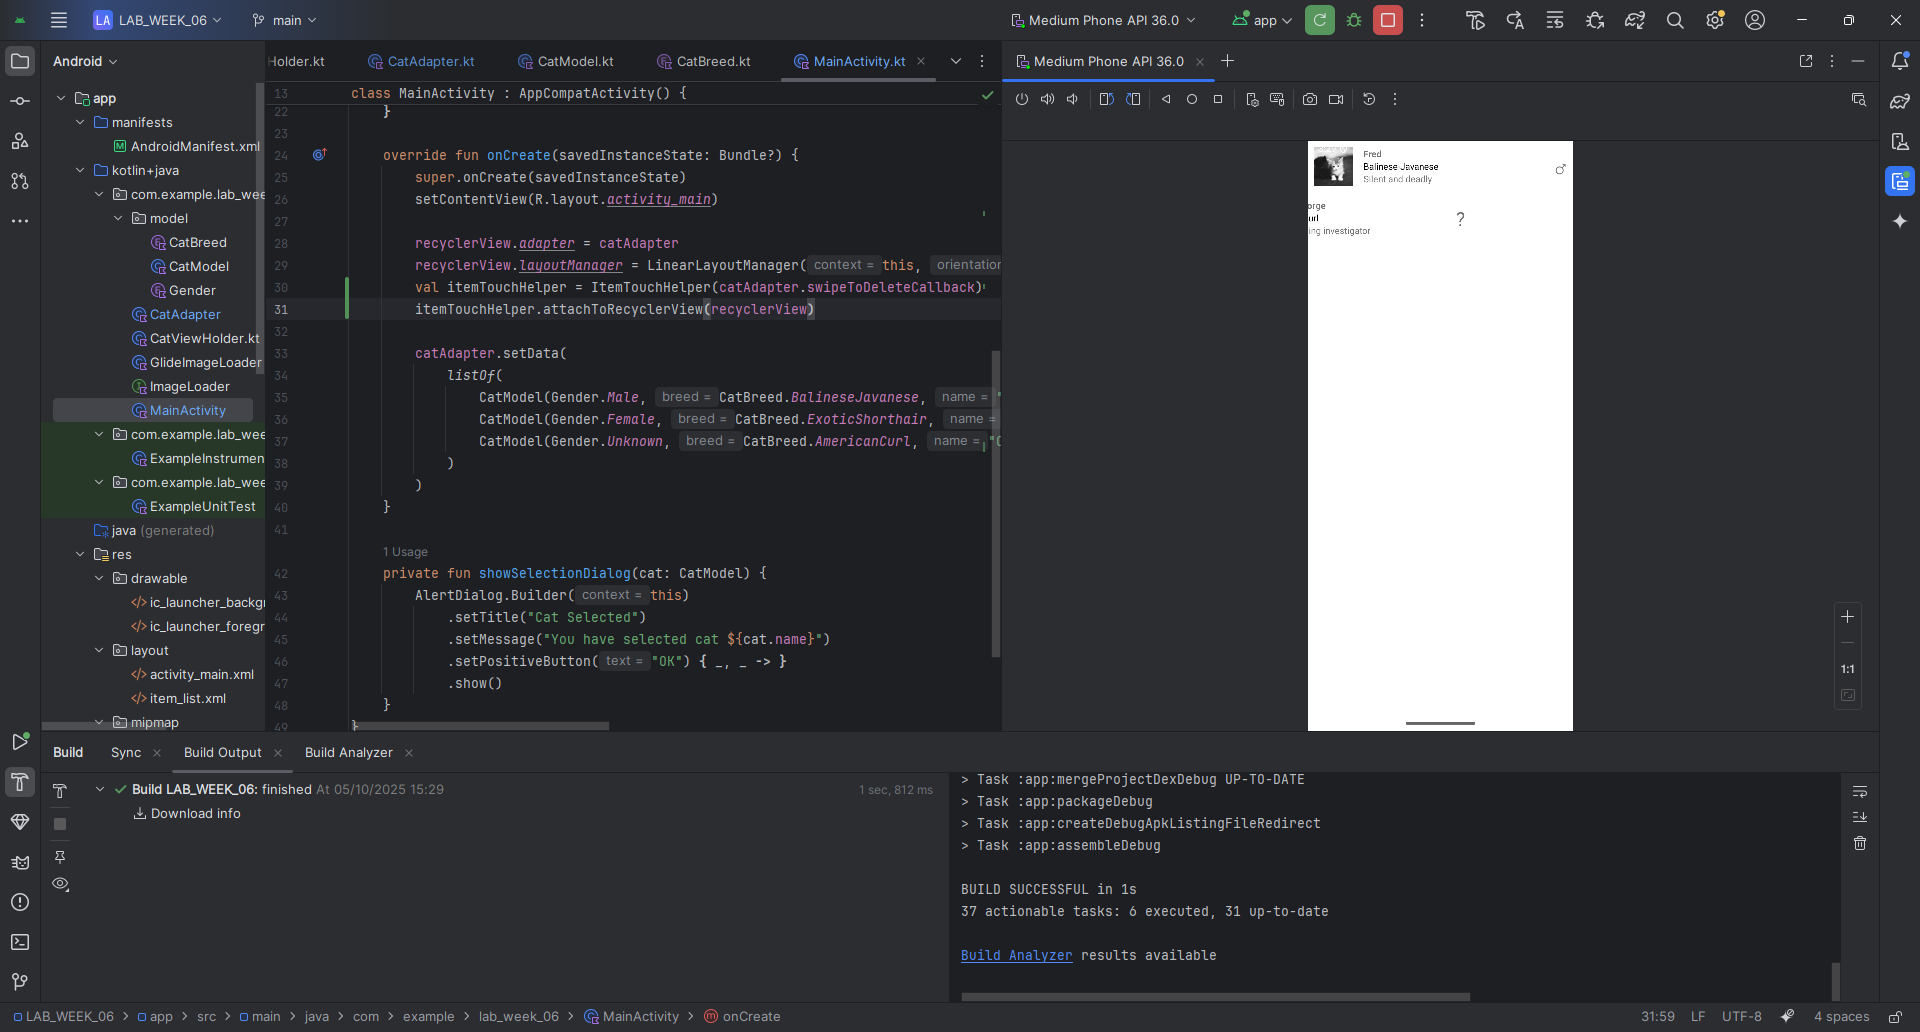 LA LAB_WEEK_06 main Medium Phone API 36.0 app
Android
Holder.kt CatAdapter.kt CatModel.kt CatBreed.kt MainActivity.kt
Medium Phone API 36.0
app
manifests
AndroidManifest.xml
kotlin+java
com.example.lab_wee
model
CatBreed
CatModel
Gender
CatAdapter
CatViewHolder.kt
GlideImageLoader
ImageLoader
MainActivity
com.example.lab_wee
ExampleInstrumen
com.example.lab_wee
ExampleUnitTest
java (generated)
res
drawable
ic_launcher_backgr
ic_launcher_foregr
layout
activity_main.xml
item_list.xml
mipmap
13 class MainActivity : AppCompatActivity() {
22 }
23
24 override fun onCreate(savedInstanceState: Bundle?) {
25 super.onCreate(savedInstanceState)
26 setContentView(R.layout.activity_main)
27
28 recyclerView.adapter = catAdapter
29 recyclerView.layoutManager = LinearLayoutManager( context = this, orientation
30 val itemTouchHelper = ItemTouchHelper(catAdapter.swipeToDeleteCallback)
31 itemTouchHelper.attachToRecyclerView(recyclerView)
32
33 catAdapter.setData(
34 listOf(
35 CatModel(Gender.Male, breed = CatBreed.BalineseJavanese, name = "
36 CatModel(Gender.Female, breed = CatBreed.ExoticShorthair, name =
37 CatModel(Gender.Unknown, breed = CatBreed.AmericanCurl, name = "
38 )
39 )
40 }
41
1 Usage
42 private fun showSelectionDialog(cat: CatModel) {
43 AlertDialog.Builder( context = this)
44 .setTitle("Cat Selected")
45 .setMessage("You have selected cat ${cat.name}")
46 .setPositiveButton( text = "OK") { _, _ -> }
47 .show()
48 }
49 }
Fred
Balinese Javanese
Silent and deadly
♂
orge
url
ing investigator
?
1:1
Build Sync Build Output Build Analyzer
Build LAB_WEEK_06: finished At 05/10/2025 15:29 1 sec, 812 ms
Download info
> Task :app:mergeProjectDexDebug UP-TO-DATE
> Task :app:packageDebug
> Task :app:createDebugApkListingFileRedirect
> Task :app:assembleDebug
BUILD SUCCESSFUL in 1s
37 actionable tasks: 6 executed, 31 up-to-date
Build Analyzer results available
LAB_WEEK_06 > app > src > main > java > com > example > lab_week_06 > MainActivity > onCreate
31:59 LF UTF-8 4 spaces